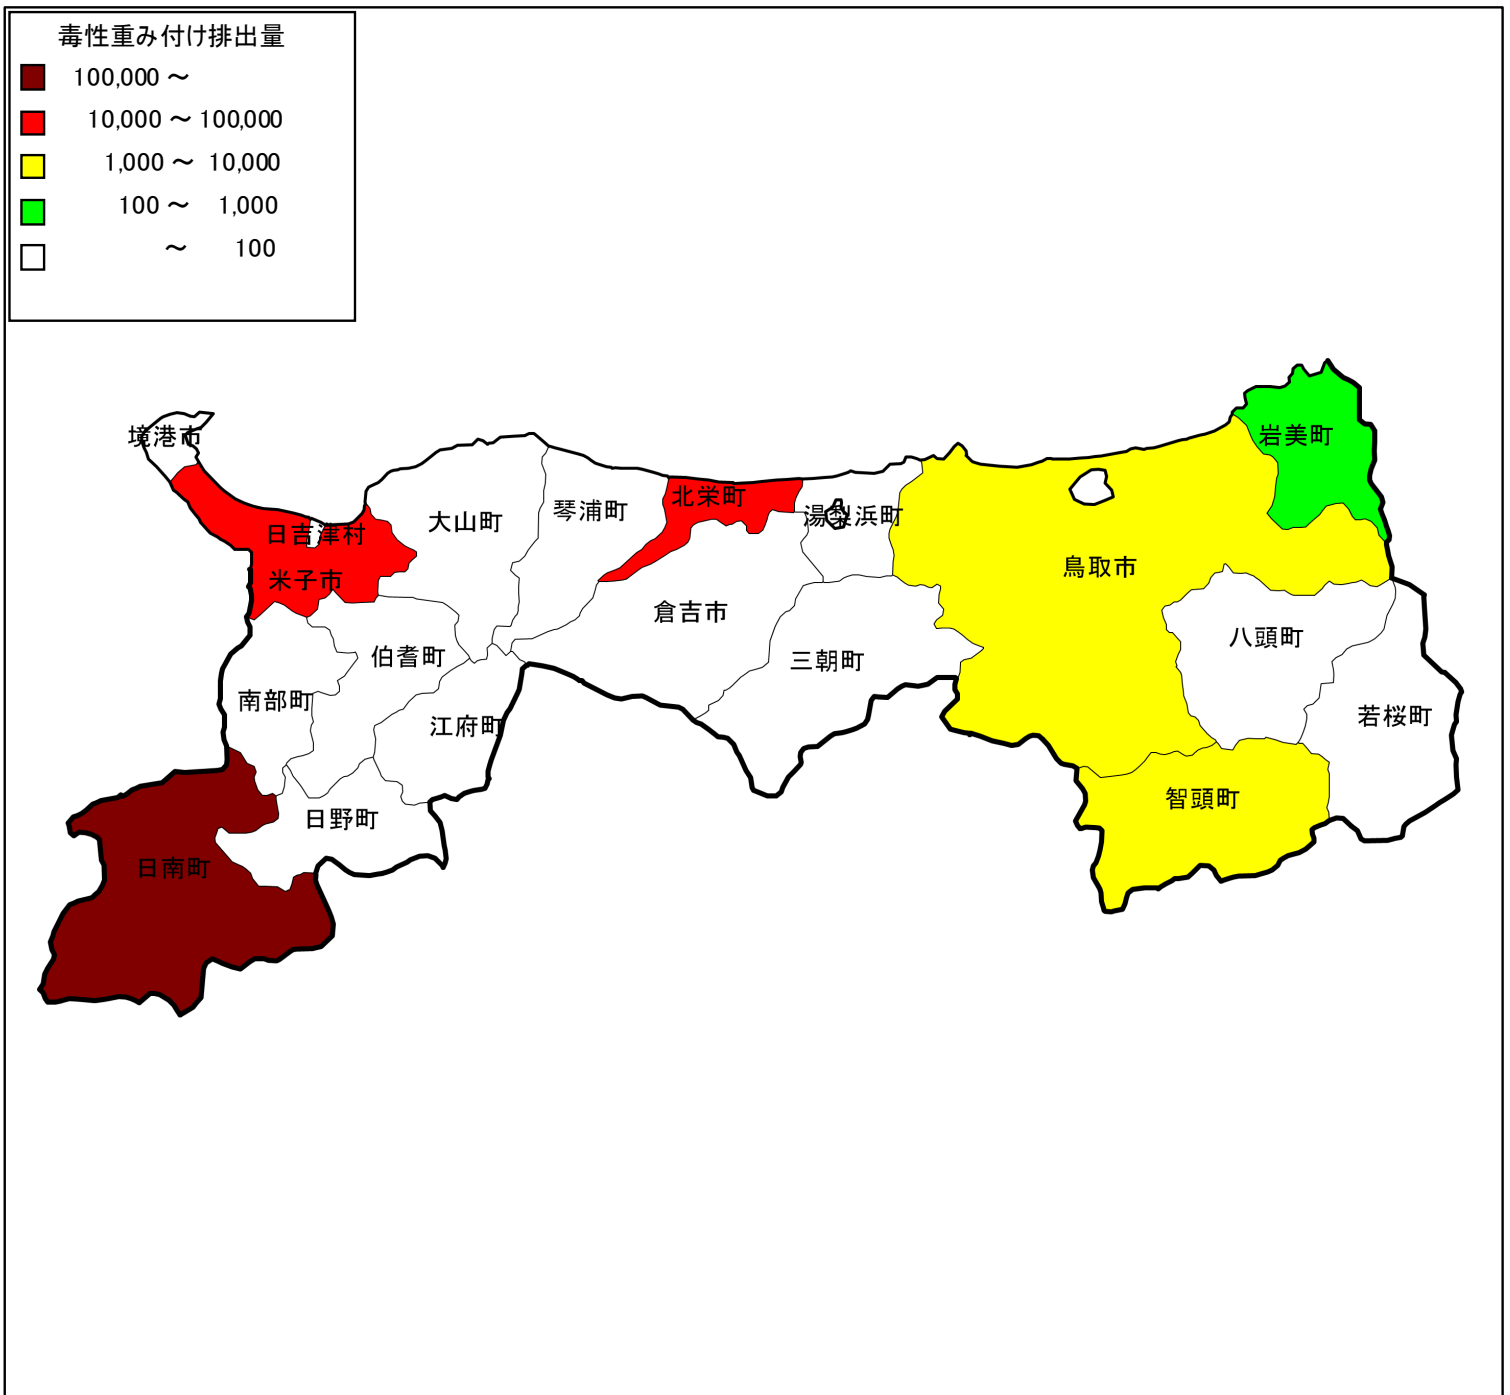 毒性重み付け排出量
100,000 ～
10,000 ～ 100,000
1,000 ～ 10,000
100 ～ 1,000
～ 100
境港市
岩美町
日吉津村
大山町
琴浦町
北栄町
湯梨浜町
米子市
鳥取市
倉吉市
八頭町
伯耆町
三朝町
南部町
江府町
若桜町
智頭町
日野町
日南町